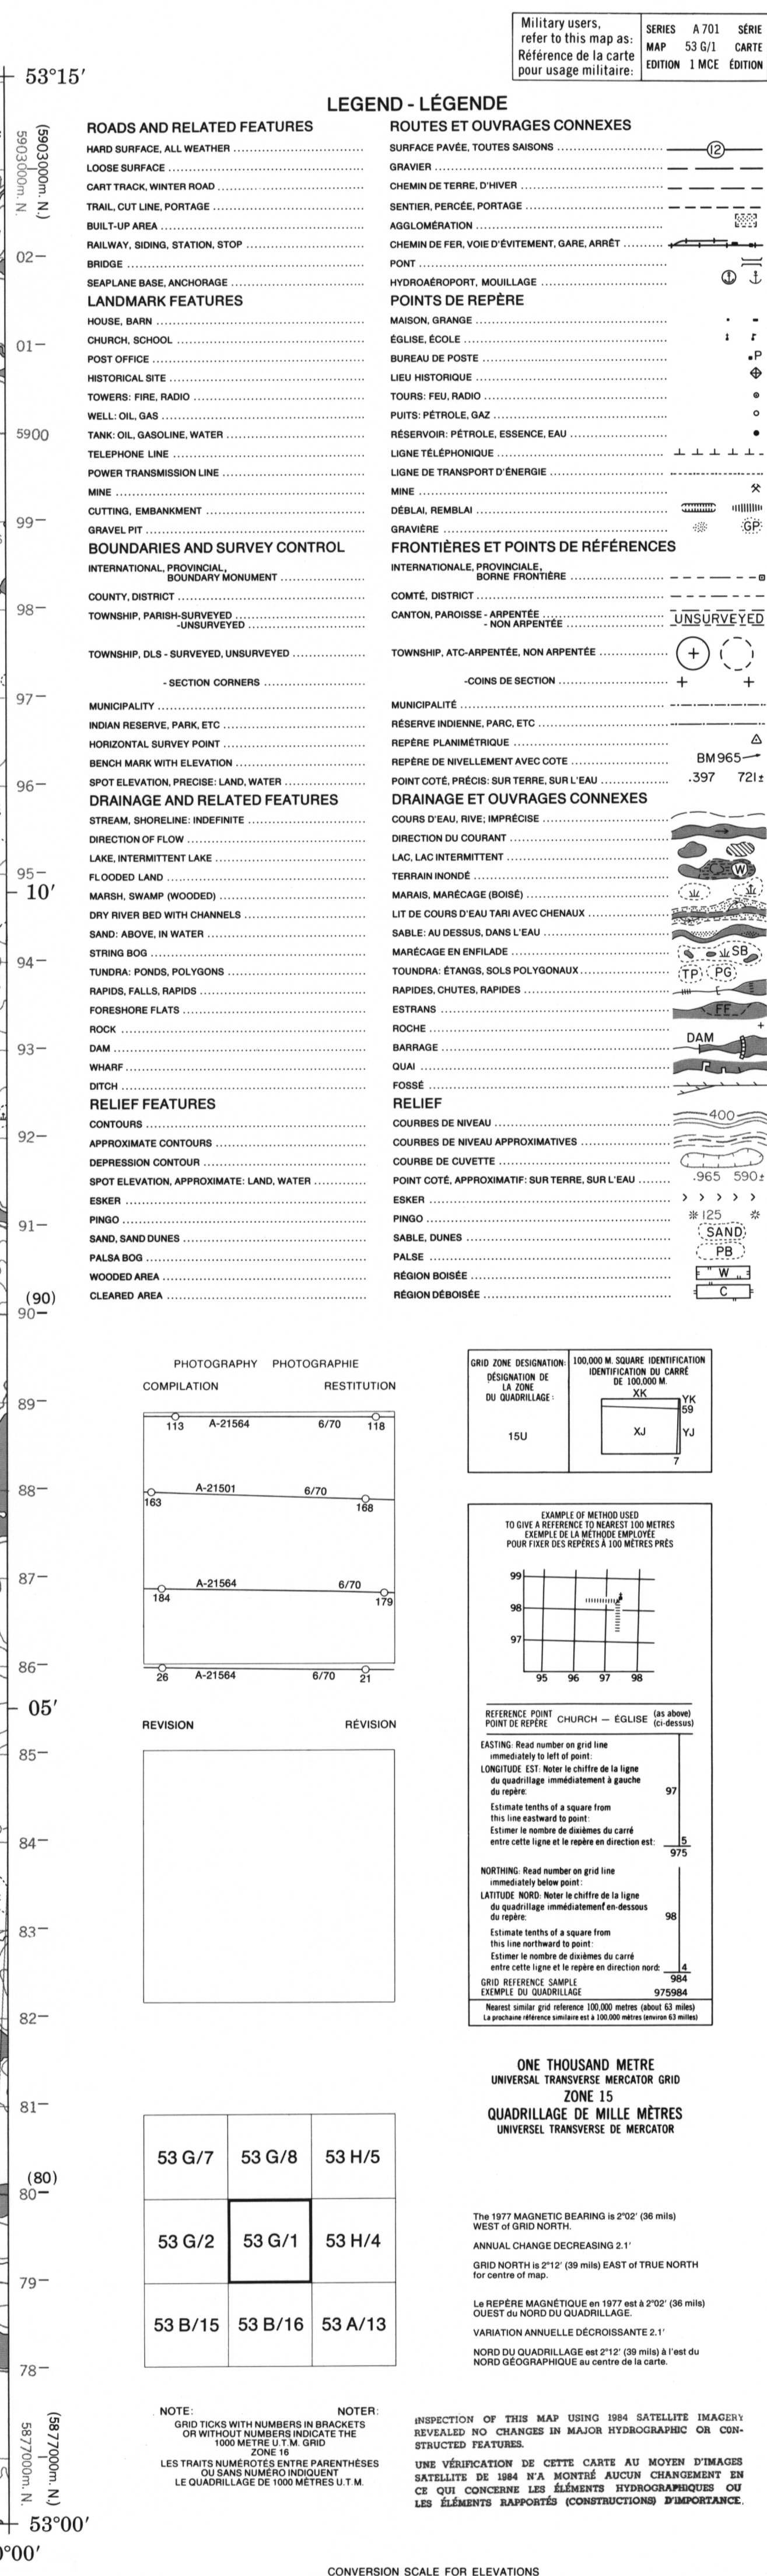 Military users,
refer to this map as:
Référence de la carte
pour usage militaire:
SERIES A 701 SÉRIE
MAP 53 G/1 CARTE
EDITION 1 MCE ÉDITION
53°15′
(5903000m. N.)
5903000m. N.
LEGEND - LÉGENDE
ROADS AND RELATED FEATURES ROUTES ET OUVRAGES CONNEXES
HARD SURFACE, ALL WEATHER SURFACE PAVÉE, TOUTES SAISONS 12
LOOSE SURFACE GRAVIER
CART TRACK, WINTER ROAD CHEMIN DE TERRE, D'HIVER
TRAIL, CUT LINE, PORTAGE SENTIER, PERCÉE, PORTAGE
BUILT-UP AREA AGGLOMÉRATION
RAILWAY, SIDING, STATION, STOP CHEMIN DE FER, VOIE D'ÉVITEMENT, GARE, ARRÊT
02
BRIDGE PONT
SEAPLANE BASE, ANCHORAGE HYDROAÉROPORT, MOUILLAGE
LANDMARK FEATURES POINTS DE REPÈRE
HOUSE, BARN MAISON, GRANGE
CHURCH, SCHOOL ÉGLISE, ÉCOLE
01
POST OFFICE BUREAU DE POSTE P
HISTORICAL SITE LIEU HISTORIQUE
TOWERS: FIRE, RADIO TOURS: FEU, RADIO
WELL: OIL, GAS PUITS: PÉTROLE, GAZ
5900
TANK: OIL, GASOLINE, WATER RÉSERVOIR: PÉTROLE, ESSENCE, EAU
TELEPHONE LINE LIGNE TÉLÉPHONIQUE
POWER TRANSMISSION LINE LIGNE DE TRANSPORT D'ÉNERGIE
MINE MINE
CUTTING, EMBANKMENT DÉBLAI, REMBLAI
99
GRAVEL PIT GRAVIÈRE GP
BOUNDARIES AND SURVEY CONTROL FRONTIÈRES ET POINTS DE RÉFÉRENCES
INTERNATIONAL, PROVINCIAL, INTERNATIONALE, PROVINCIALE,
BOUNDARY MONUMENT BORNE FRONTIÈRE
COUNTY, DISTRICT COMTÉ, DISTRICT
98
TOWNSHIP, PARISH-SURVEYED CANTON, PAROISSE - ARPENTÉE
-UNSURVEYED - NON ARPENTÉE UNSURVEYED
TOWNSHIP, DLS - SURVEYED, UNSURVEYED TOWNSHIP, ATC-ARPENTÉE, NON ARPENTÉE
- SECTION CORNERS -COINS DE SECTION
97
MUNICIPALITY MUNICIPALITÉ
INDIAN RESERVE, PARK, ETC RÉSERVE INDIENNE, PARC, ETC
HORIZONTAL SURVEY POINT REPÈRE PLANIMÉTRIQUE
BENCH MARK WITH ELEVATION REPÈRE DE NIVELLEMENT AVEC COTE BM965
96
SPOT ELEVATION, PRECISE: LAND, WATER POINT COTÉ, PRÉCIS: SUR TERRE, SUR L'EAU .397 721±
DRAINAGE AND RELATED FEATURES DRAINAGE ET OUVRAGES CONNEXES
STREAM, SHORELINE: INDEFINITE COURS D'EAU, RIVE; IMPRÉCISE
DIRECTION OF FLOW DIRECTION DU COURANT
LAKE, INTERMITTENT LAKE LAC, LAC INTERMITTENT
95
FLOODED LAND TERRAIN INONDÉ W
10′
MARSH, SWAMP (WOODED) MARAIS, MARÉCAGE (BOISÉ)
DRY RIVER BED WITH CHANNELS LIT DE COURS D'EAU TARI AVEC CHENAUX
SAND: ABOVE, IN WATER SABLE: AU DESSUS, DANS L'EAU
STRING BOG MARÉCAGE EN ENFILADE SB
94
TUNDRA: PONDS, POLYGONS TOUNDRA: ÉTANGS, SOLS POLYGONAUX TP PG
RAPIDS, FALLS, RAPIDS RAPIDES, CHUTES, RAPIDES
FORESHORE FLATS ESTRANS FF
ROCK ROCHE
93
DAM BARRAGE DAM
WHARF QUAI
DITCH FOSSÉ
RELIEF FEATURES RELIEF
CONTOURS COURBES DE NIVEAU 400
92
APPROXIMATE CONTOURS COURBES DE NIVEAU APPROXIMATIVES
DEPRESSION CONTOUR COURBE DE CUVETTE
SPOT ELEVATION, APPROXIMATE: LAND, WATER POINT COTÉ, APPROXIMATIF: SUR TERRE, SUR L'EAU .965 590±
ESKER ESKER
PINGO PINGO 125
91
SAND, SAND DUNES SABLE, DUNES SAND
PALSA BOG PALSE PB
WOODED AREA RÉGION BOISÉE W
CLEARED AREA RÉGION DÉBOISÉE C
(90)
90
PHOTOGRAPHY PHOTOGRAPHIE
COMPILATION RESTITUTION
113 A-21564 6/70 118
163 A-21501 6/70 168
184 A-21564 6/70 179
26 A-21564 6/70 21
REVISION RÉVISION
89
88
87
86
05′
85
84
83
82
81
(80)
80
79
78
GRID ZONE DESIGNATION:
DÉSIGNATION DE
LA ZONE
DU QUADRILLAGE :
15U
100,000 M. SQUARE IDENTIFICATION
IDENTIFICATION DU CARRÉ
DE 100,000 M.
XK YK
59
XJ YJ
7
EXAMPLE OF METHOD USED
TO GIVE A REFERENCE TO NEAREST 100 METRES
EXEMPLE DE LA MÉTHODE EMPLOYÉE
POUR FIXER DES REPÈRES À 100 MÈTRES PRÈS
99
98
97
95 96 97 98
REFERENCE POINT CHURCH — ÉGLISE (as above)
POINT DE REPÈRE (ci-dessus)
EASTING: Read number on grid line
immediately to left of point:
LONGITUDE EST: Noter le chiffre de la ligne
du quadrillage immédiatement à gauche
du repère: 97
Estimate tenths of a square from
this line eastward to point:
Estimer le nombre de dixièmes du carré
entre cette ligne et le repère en direction est: 5
975
NORTHING: Read number on grid line
immediately below point:
LATITUDE NORD: Noter le chiffre de la ligne
du quadrillage immédiatement en-dessous
du repère: 98
Estimate tenths of a square from
this line northward to point:
Estimer le nombre de dixièmes du carré
entre cette ligne et le repère en direction nord: 4
984
GRID REFERENCE SAMPLE
EXEMPLE DU QUADRILLAGE 975984
Nearest similar grid reference 100,000 metres (about 63 miles)
La prochaine référence similaire est à 100,000 mètres (environ 63 milles)
ONE THOUSAND METRE
UNIVERSAL TRANSVERSE MERCATOR GRID
ZONE 15
QUADRILLAGE DE MILLE MÈTRES
UNIVERSEL TRANSVERSE DE MERCATOR
53 G/7 53 G/8 53 H/5
53 G/2 53 G/1 53 H/4
53 B/15 53 B/16 53 A/13
The 1977 MAGNETIC BEARING is 2°02' (36 mils)
WEST of GRID NORTH.
ANNUAL CHANGE DECREASING 2.1'
GRID NORTH is 2°12' (39 mils) EAST of TRUE NORTH
for centre of map.
Le REPÈRE MAGNÉTIQUE en 1977 est à 2°02' (36 mils)
OUEST du NORD DU QUADRILLAGE.
VARIATION ANNUELLE DÉCROISSANTE 2.1'
NORD DU QUADRILLAGE est 2°12' (39 mils) à l'est du
NORD GÉOGRAPHIQUE au centre de la carte.
NOTE: NOTER:
GRID TICKS WITH NUMBERS IN BRACKETS
OR WITHOUT NUMBERS INDICATE THE
1000 METRE U.T.M. GRID
ZONE 16
LES TRAITS NUMÉROTÉS ENTRE PARENTHÈSES
OU SANS NUMÉRO INDIQUENT
LE QUADRILLAGE DE 1000 MÈTRES U.T.M.
INSPECTION OF THIS MAP USING 1984 SATELLITE IMAGERY
REVEALED NO CHANGES IN MAJOR HYDROGRAPHIC OR CON-
STRUCTED FEATURES.
UNE VÉRIFICATION DE CETTE CARTE AU MOYEN D'IMAGES
SATELLITE DE 1984 N'A MONTRÉ AUCUN CHANGEMENT EN
CE QUI CONCERNE LES ÉLÉMENTS HYDROGRAPHIQUES OU
LES ÉLÉMENTS RAPPORTÉS (CONSTRUCTIONS) D'IMPORTANCE.
(5877000m. N.)
5877000m. N.
53°00′
0°00′
CONVERSION SCALE FOR ELEVATIONS